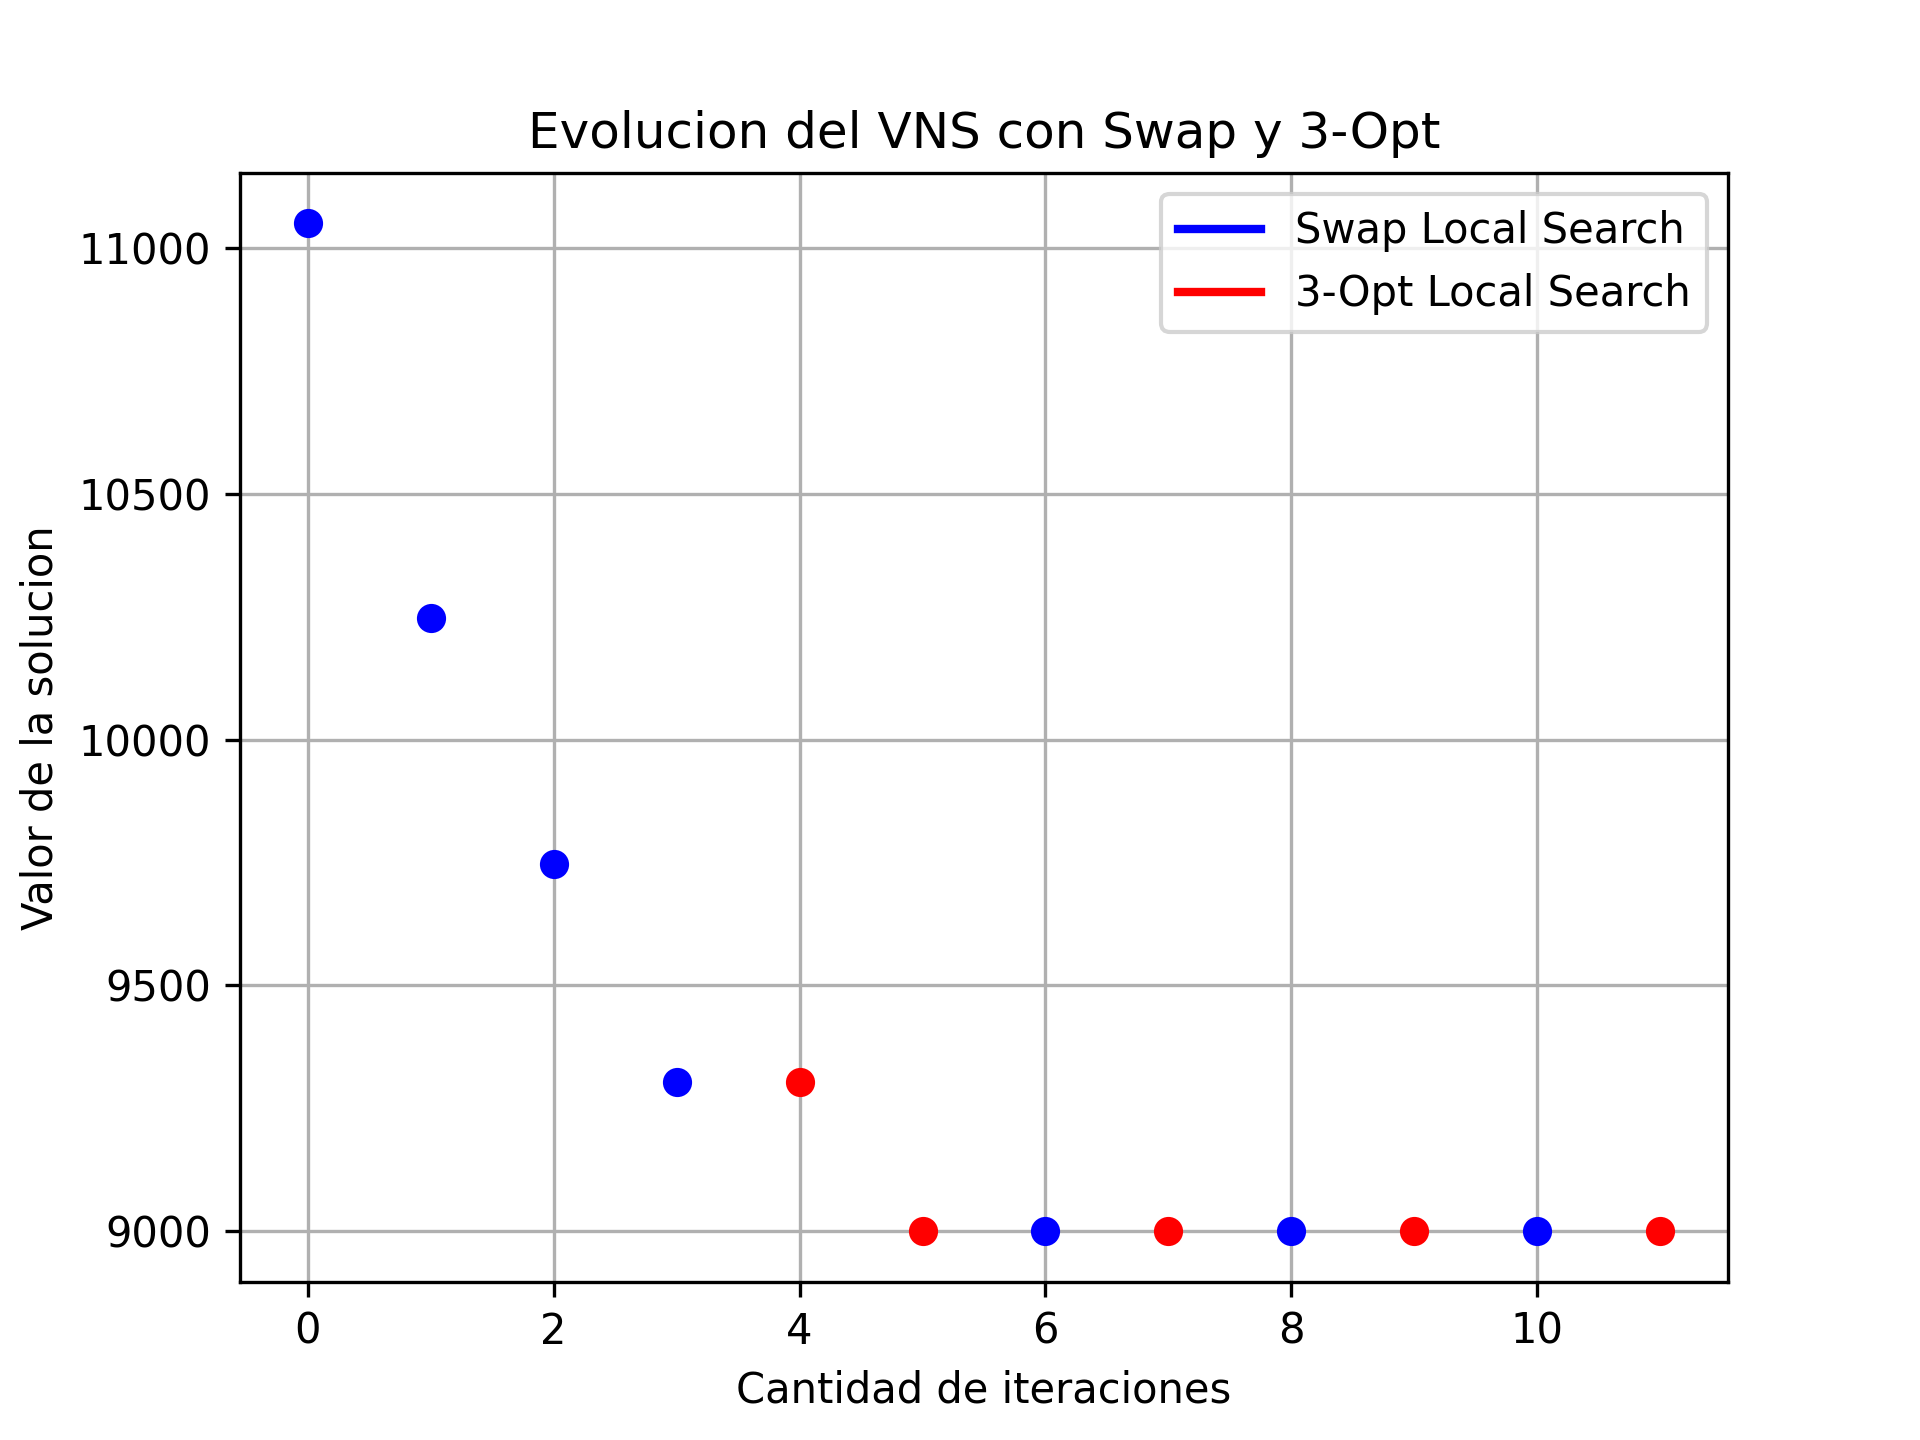 Evolucion del VNS con Swap y 3-Opt
Swap Local Search
3-Opt Local Search
11000
10500
10000
9500
9000
Valor de la solucion
0 2 4 6 8 10
Cantidad de iteraciones